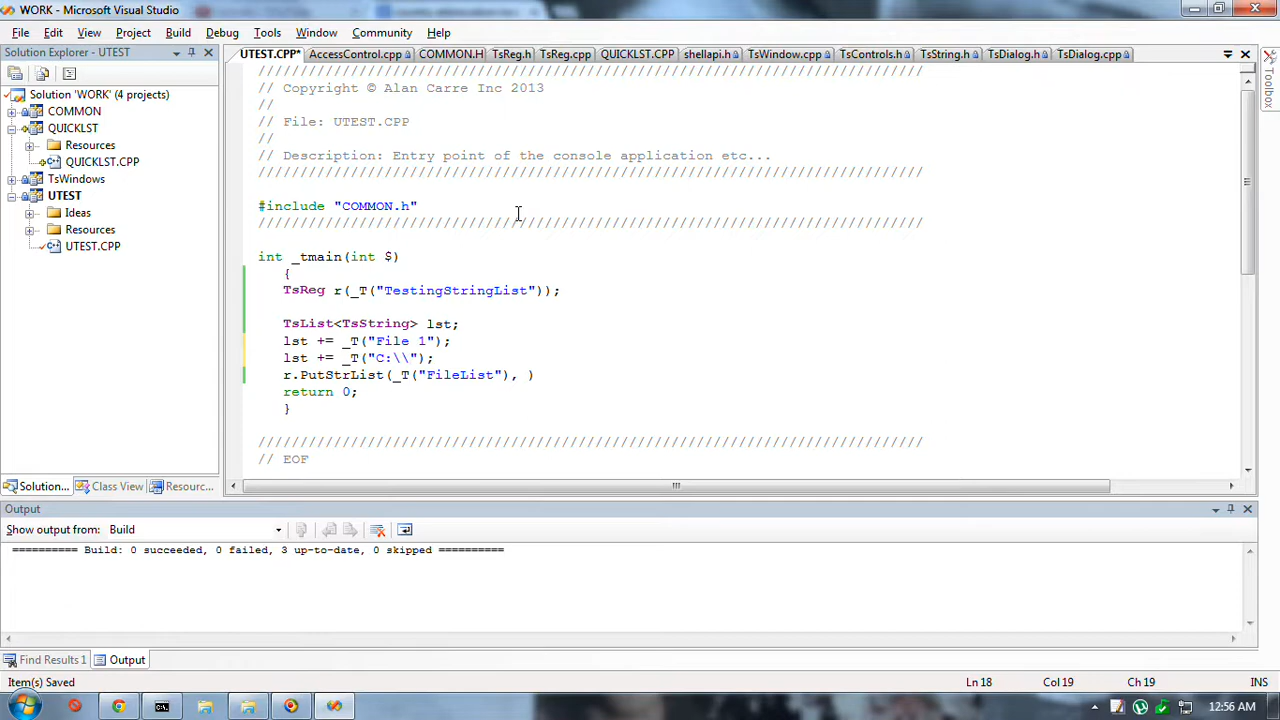 WORK - Microsoft Visual Studio
File Edit View Project Build Debug Tools Window Community Help
Solution Explorer - UTEST
UTEST.CPP* AccessControl.cpp COMMON.H TsReg.h TsReg.cpp QUICKLST.CPP shellapi.h TsWindow.cpp TsControls.h TsString.h TsDialog.h TsDialog.cpp
Toolbox
Solution 'WORK' (4 projects)
COMMON
QUICKLST
Resources
QUICKLST.CPP
TsWindows
UTEST
Ideas
Resources
UTEST.CPP
Solution... Class View Resourc...
///////////////////////////////////////////////////////////////////////////////
// Copyright © Alan Carre Inc 2013
//
// File: UTEST.CPP
//
// Description: Entry point of the console application etc...
///////////////////////////////////////////////////////////////////////////////
#include "COMMON.h"
///////////////////////////////////////////////////////////////////////////////
int _tmain(int $)
{
TsReg r(_T("TestingStringList"));
TsList<TsString> lst;
lst += _T("File 1");
lst += _T("C:\\");
r.PutStrList(_T("FileList"), )
return 0;
}
///////////////////////////////////////////////////////////////////////////////
// EOF
Output
Show output from: Build
========== Build: 0 succeeded, 0 failed, 3 up-to-date, 0 skipped ==========
Find Results 1 Output
Item(s) Saved Ln 18 Col 19 Ch 19 INS
12:56 AM